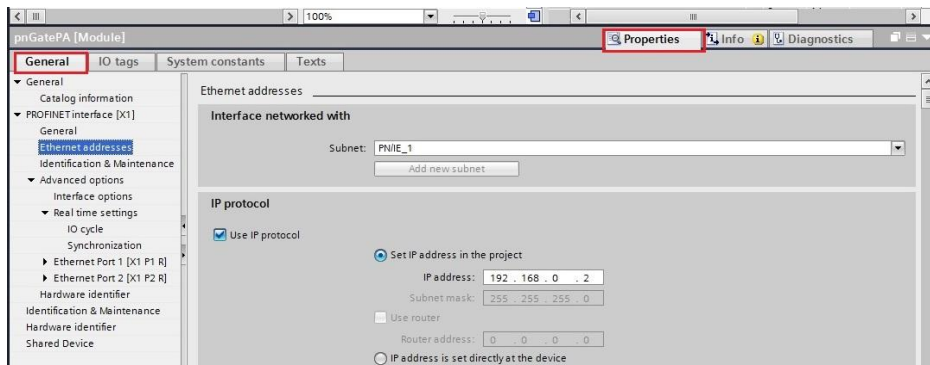 100%
pnGatePA [Module]
Properties
Info
Diagnostics
General
IO tags
System constants
Texts
General
Catalog information
PROFINET interface [X1]
General
Ethernet addresses
Identification & Maintenance
Advanced options
Interface options
Real time settings
IO cycle
Synchronization
Ethernet Port 1 [X1 P1 R]
Ethernet Port 2 [X1 P2 R]
Hardware identifier
Identification & Maintenance
Hardware identifier
Shared Device
Ethernet addresses
Interface networked with
Subnet: PN/IE_1
Add new subnet
IP protocol
Use IP protocol
Set IP address in the project
IP address: 192 . 168 . 0 . 2
Subnet mask: 255 . 255 . 255 . 0
Use router
Router address: 0 . 0 . 0 . 0
IP address is set directly at the device